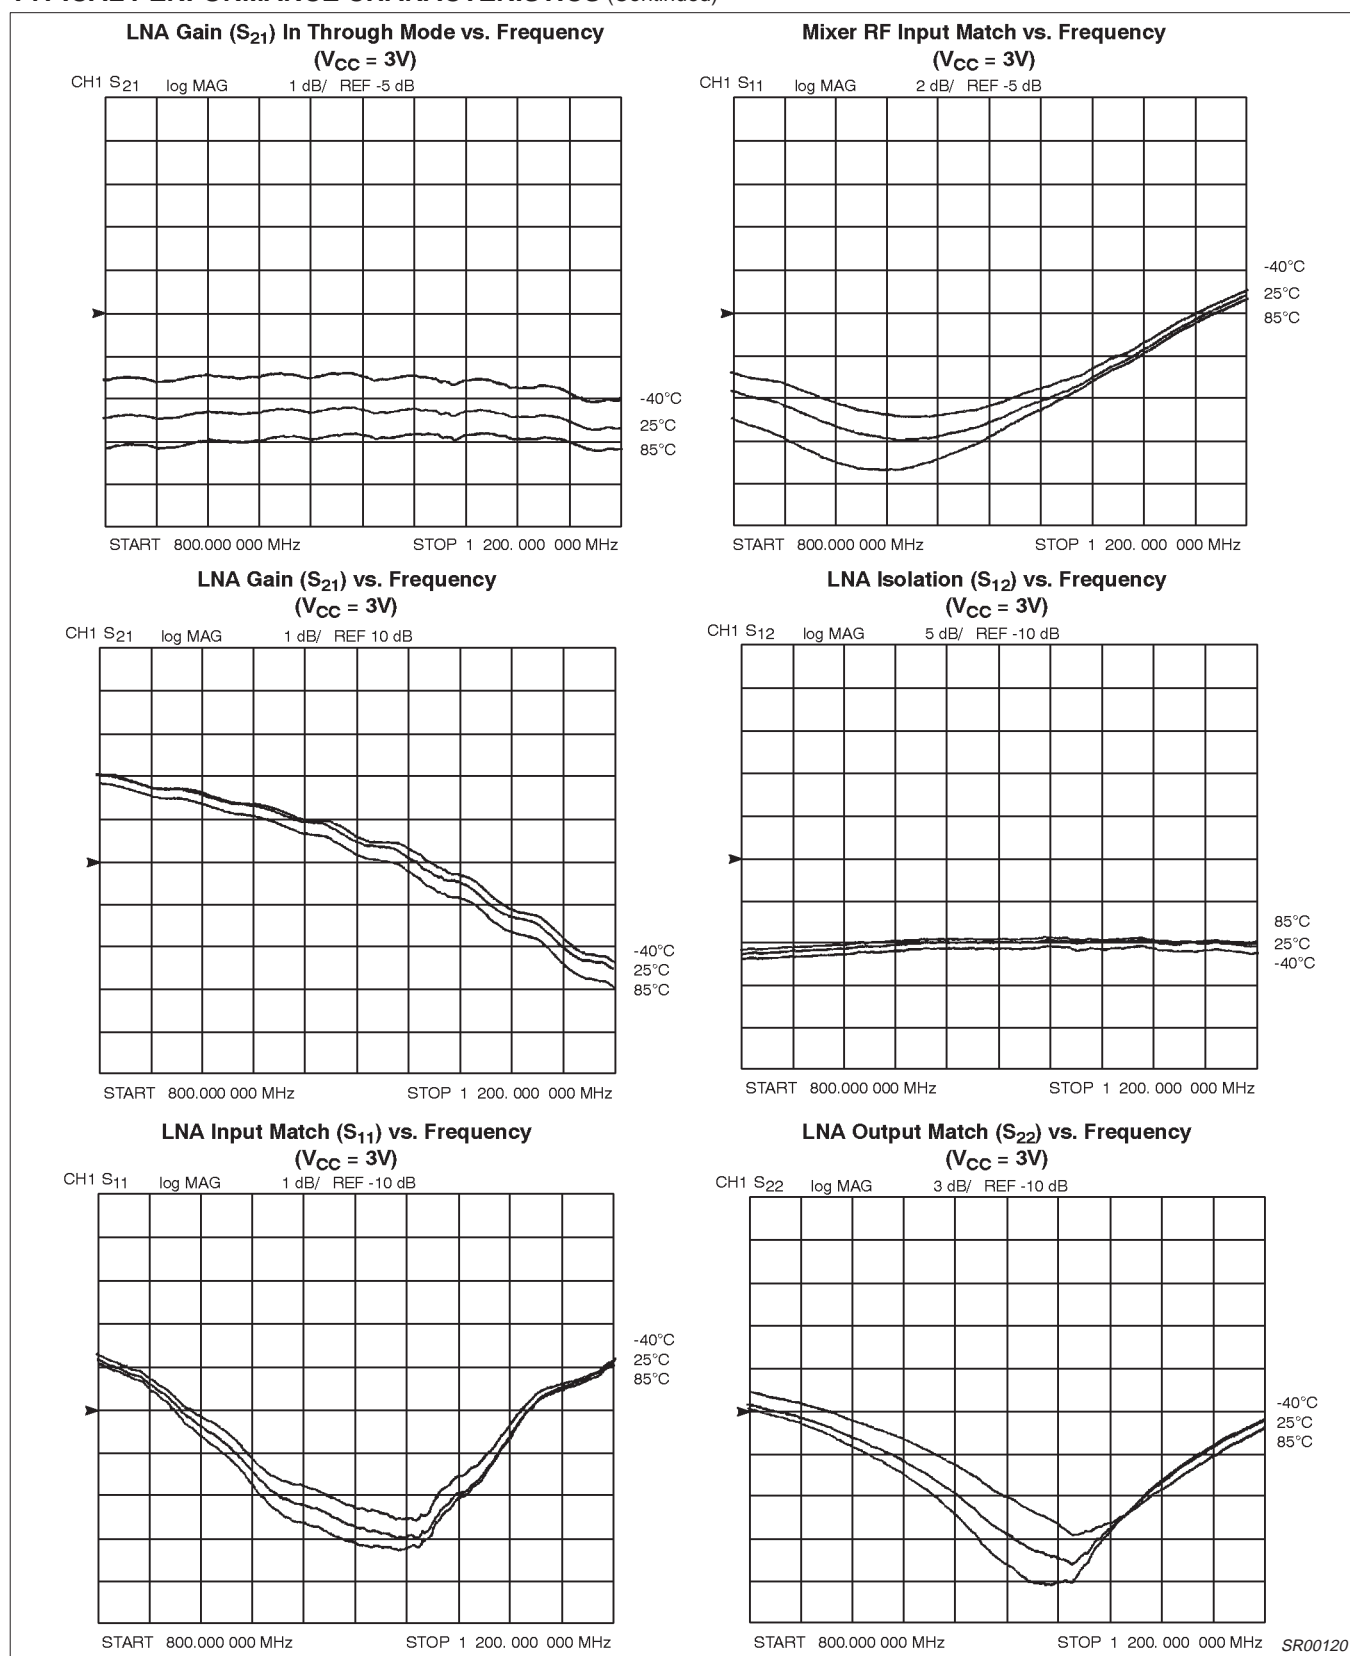 TYPICAL PERFORMANCE CHARACTERISTICS (Continued)
LNA Gain (S21) In Through Mode vs. Frequency
(VCC = 3V)
CH1 S21 log MAG 1 dB/ REF -5 dB
-40°C
25°C
85°C
START 800.000 000 MHz STOP 1 200. 000 000 MHz
Mixer RF Input Match vs. Frequency
(VCC = 3V)
CH1 S11 log MAG 2 dB/ REF -5 dB
-40°C
25°C
85°C
START 800.000 000 MHz STOP 1 200. 000 000 MHz
LNA Gain (S21) vs. Frequency
(VCC = 3V)
CH1 S21 log MAG 1 dB/ REF 10 dB
-40°C
25°C
85°C
START 800.000 000 MHz STOP 1 200. 000 000 MHz
LNA Isolation (S12) vs. Frequency
(VCC = 3V)
CH1 S12 log MAG 5 dB/ REF -10 dB
85°C
25°C
-40°C
START 800.000 000 MHz STOP 1 200. 000 000 MHz
LNA Input Match (S11) vs. Frequency
(VCC = 3V)
CH1 S11 log MAG 1 dB/ REF -10 dB
-40°C
25°C
85°C
START 800.000 000 MHz STOP 1 200. 000 000 MHz
LNA Output Match (S22) vs. Frequency
(VCC = 3V)
CH1 S22 log MAG 3 dB/ REF -10 dB
-40°C
25°C
85°C
START 800.000 000 MHz STOP 1 200. 000 000 MHz
SR00120